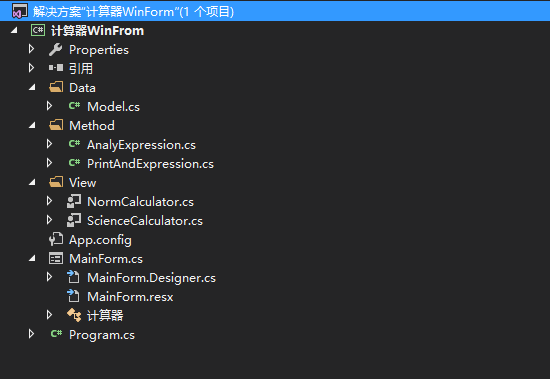 解决方案"计算器WinForm"(1 个项目)
计算器WinFrom
Properties
引用
Data
Model.cs
Method
AnalyExpression.cs
PrintAndExpression.cs
View
NormCalculator.cs
ScienceCalculator.cs
App.config
MainForm.cs
MainForm.Designer.cs
MainForm.resx
计算器
Program.cs